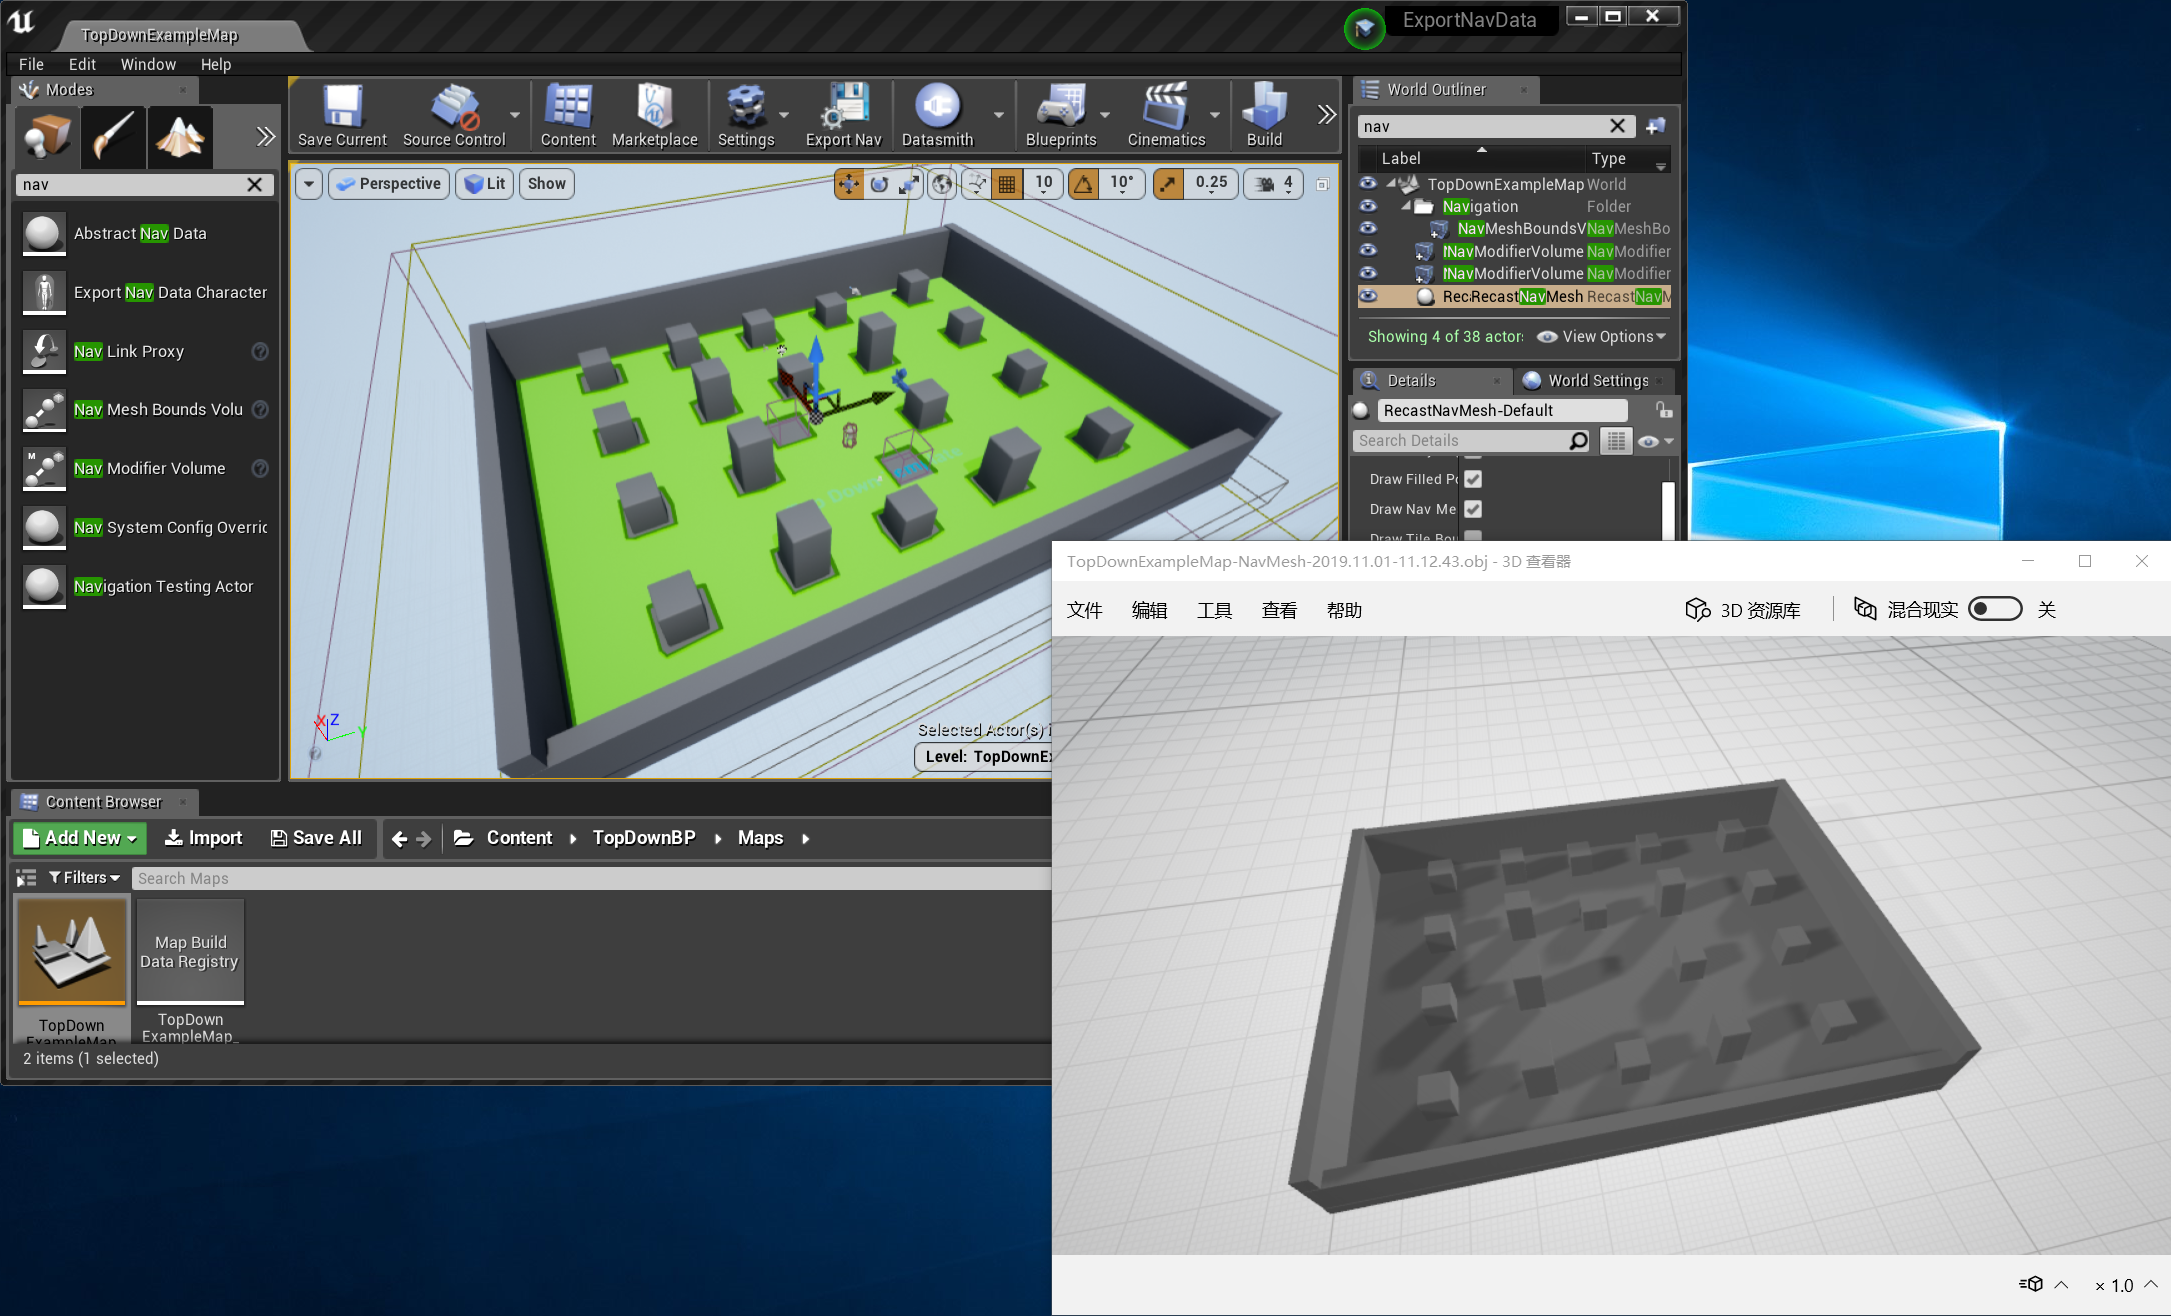 TopDownExampleMap
ExportNavData
File Edit Window Help
Modes
Save Current
Source Control
Content
Marketplace
Settings
Export Nav
Datasmith
Blueprints
Cinematics
Build
nav
Abstract Nav Data
Export Nav Data Character
Nav Link Proxy
Nav Mesh Bounds Volu
Nav Modifier Volume
Nav System Config Overric
Navigation Testing Actor
Perspective
Lit
Show
10
10°
0.25
4
X Z
Y
Selected Actor(s) i
Level: TopDownEx
World Outliner
nav
Label Type
TopDownExampleMap World
Navigation Folder
NavMeshBoundsV NavMeshBo
NavModifierVolume NavModifier
NavModifierVolume NavModifier
RecastNavMesh RecastNavM
Showing 4 of 38 actors
View Options
Details
World Settings
RecastNavMesh-Default
Search Details
Draw Filled Po
Draw Nav Me
Draw Tile Bou
Content Browser
Add New
Import
Save All
Content
TopDownBP
Maps
Filters
Search Maps
TopDown
ExampleMap
Map Build
Data Registry
TopDown
ExampleMap_
2 items (1 selected)
TopDownExampleMap-NavMesh-2019.11.01-11.12.43.obj - 3D 查看器
文件 编辑 工具 查看 帮助
3D 资源库
混合现实
关
× 1.0